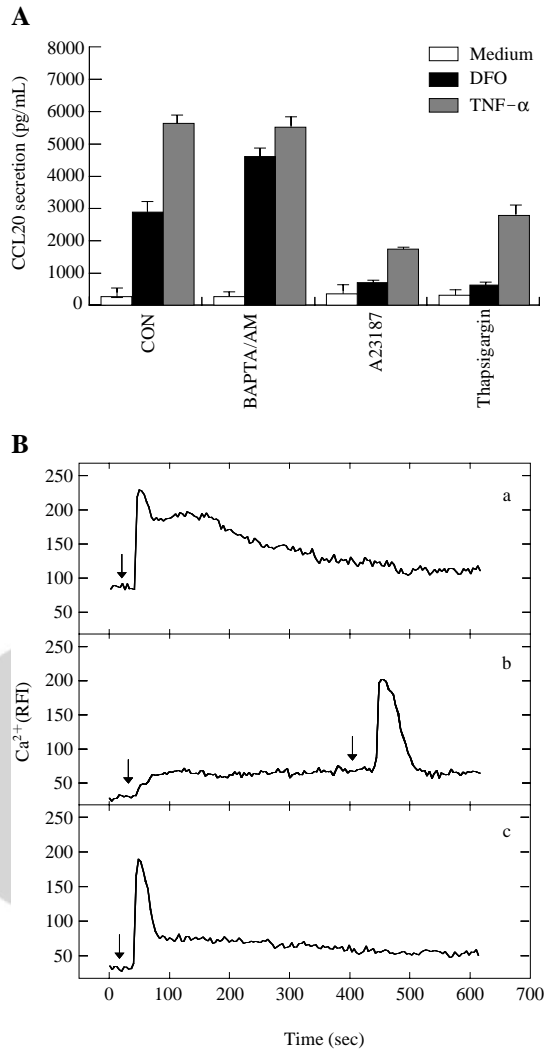 A
CCL20 secretion (pg/mL)
8000
7000
6000
5000
4000
3000
2000
1000
0
Medium
DFO
TNF-α
CON
BAPTA/AM
A23187
Thapsigargin
B
Ca²⁺(RFI)
250
200
150
100
50
a
250
200
150
100
50
b
250
200
150
100
50
c
0 100 200 300 400 500 600 700
Time (sec)